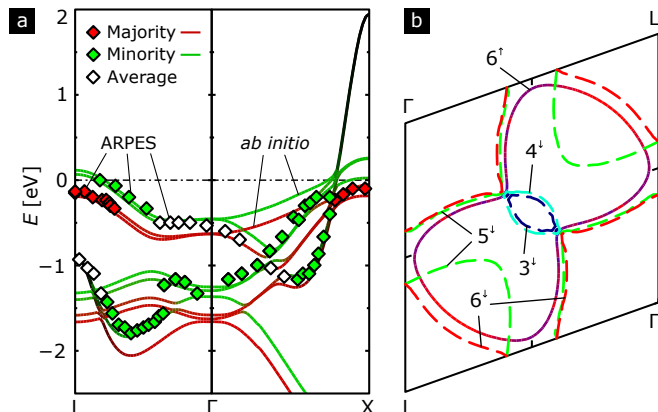 a
2
Majority
Minority
Average
ARPES
ab initio
1
0
−1
−2
E [eV]
L
Γ
X
b
L
Γ
6↑
4↓
5↓
3↓
6↓
L
Γ